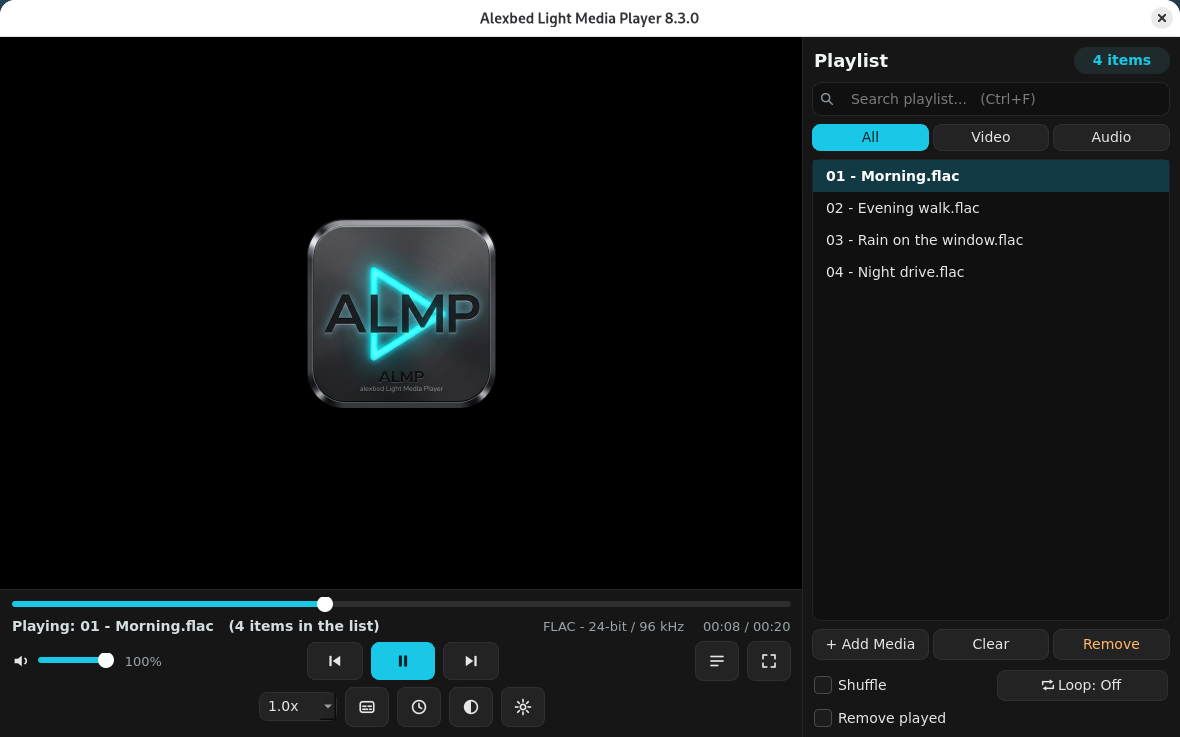 Alexbed Light Media Player 8.3.0
Playlist
4 items
Search playlist... (Ctrl+F)
All
Video
Audio
01 - Morning.flac
02 - Evening walk.flac
03 - Rain on the window.flac
04 - Night drive.flac
ALMP
ALMP
alexbed Light Media Player
Playing: 01 - Morning.flac (4 items in the list)
FLAC - 24-bit / 96 kHz
00:08 / 00:20
100%
1.0x
+ Add Media
Clear
Remove
Shuffle
Loop: Off
Remove played